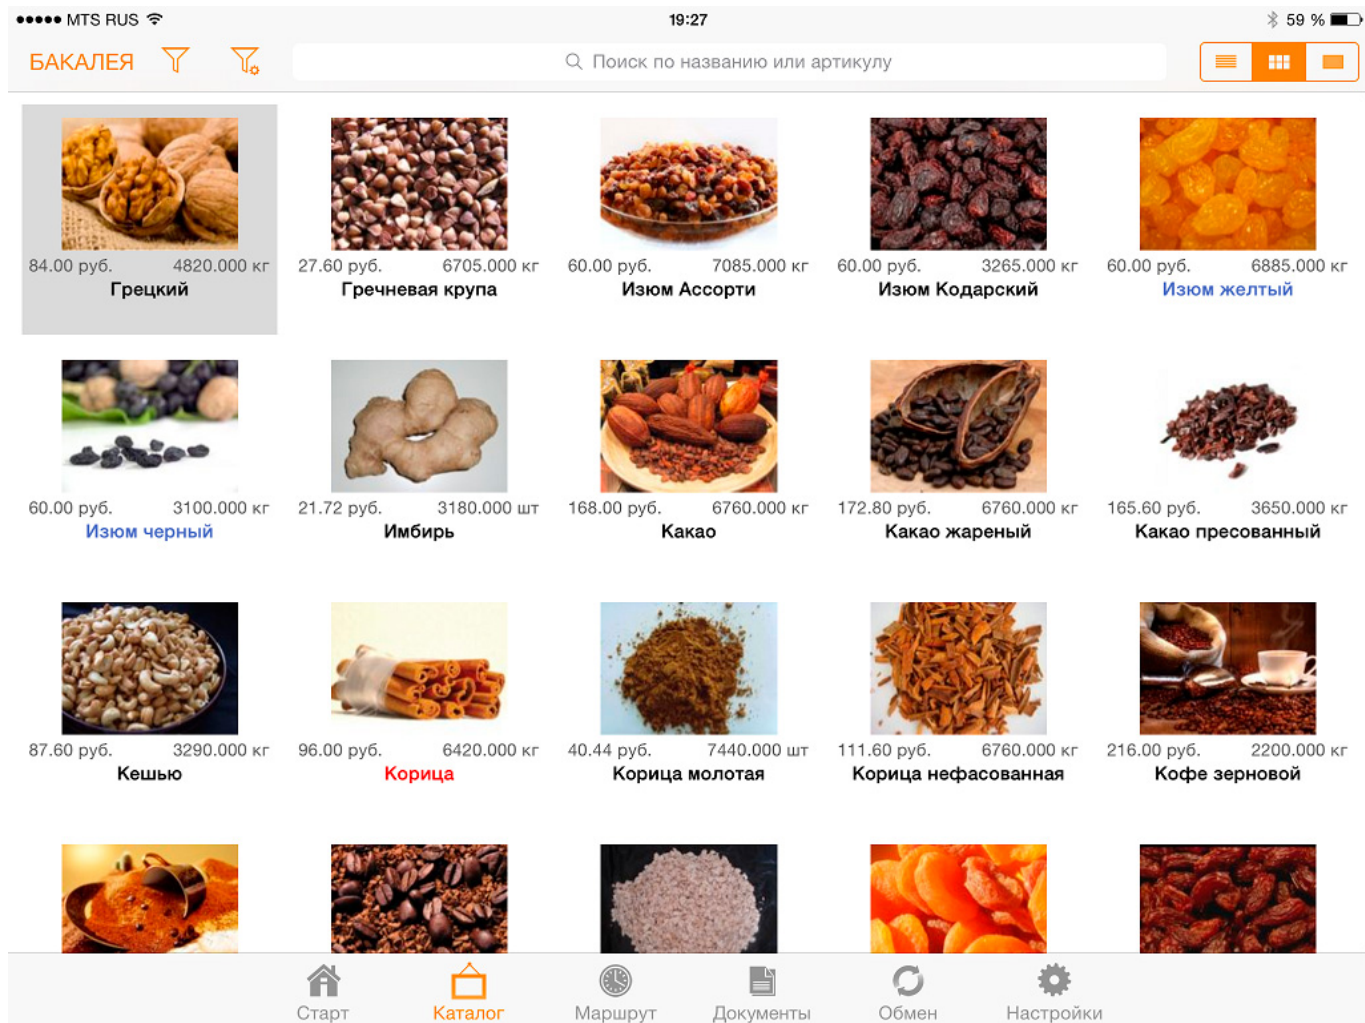 MTS RUS 19:27 59 %
БАКАЛЕЯ Поиск по названию или артикулу
84.00 руб. 4820.000 кг 27.60 руб. 6705.000 кг 60.00 руб. 7085.000 кг 60.00 руб. 3265.000 кг 60.00 руб. 6885.000 кг
Грецкий Гречневая крупа Изюм Ассорти Изюм Кодарский Изюм желтый
60.00 руб. 3100.000 кг 21.72 руб. 3180.000 шт 168.00 руб. 6760.000 кг 172.80 руб. 6760.000 кг 165.60 руб. 3650.000 кг
Изюм черный Имбирь Какао Какао жареный Какао пресованный
87.60 руб. 3290.000 кг 96.00 руб. 6420.000 кг 40.44 руб. 7440.000 шт 111.60 руб. 6760.000 кг 216.00 руб. 2200.000 кг
Кешью Корица Корица молотая Корица нефасованная Кофе зерновой
Старт Каталог Маршрут Документы Обмен Настройки